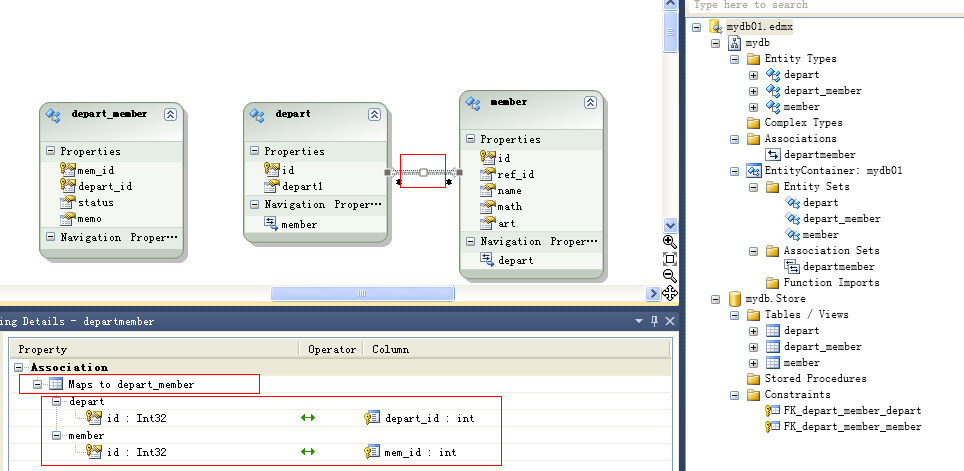 Type here to search
depart_member
Properties
mem_id
depart_id
status
memo
Navigation Proper...
depart
Properties
id
depart1
Navigation Proper...
member
member
Properties
id
ref_id
name
math
art
Navigation Proper...
depart
*
*
ing Details - departmember
Property Operator Column
Association
Maps to depart_member
depart
id : Int32 depart_id : int
member
id : Int32 mem_id : int
mydb01.edmx
mydb
Entity Types
depart
depart_member
member
Complex Types
Associations
departmember
EntityContainer: mydb01
Entity Sets
depart
depart_member
member
Association Sets
departmember
Function Imports
mydb.Store
Tables / Views
depart
depart_member
member
Stored Procedures
Constraints
FK_depart_member_depart
FK_depart_member_member